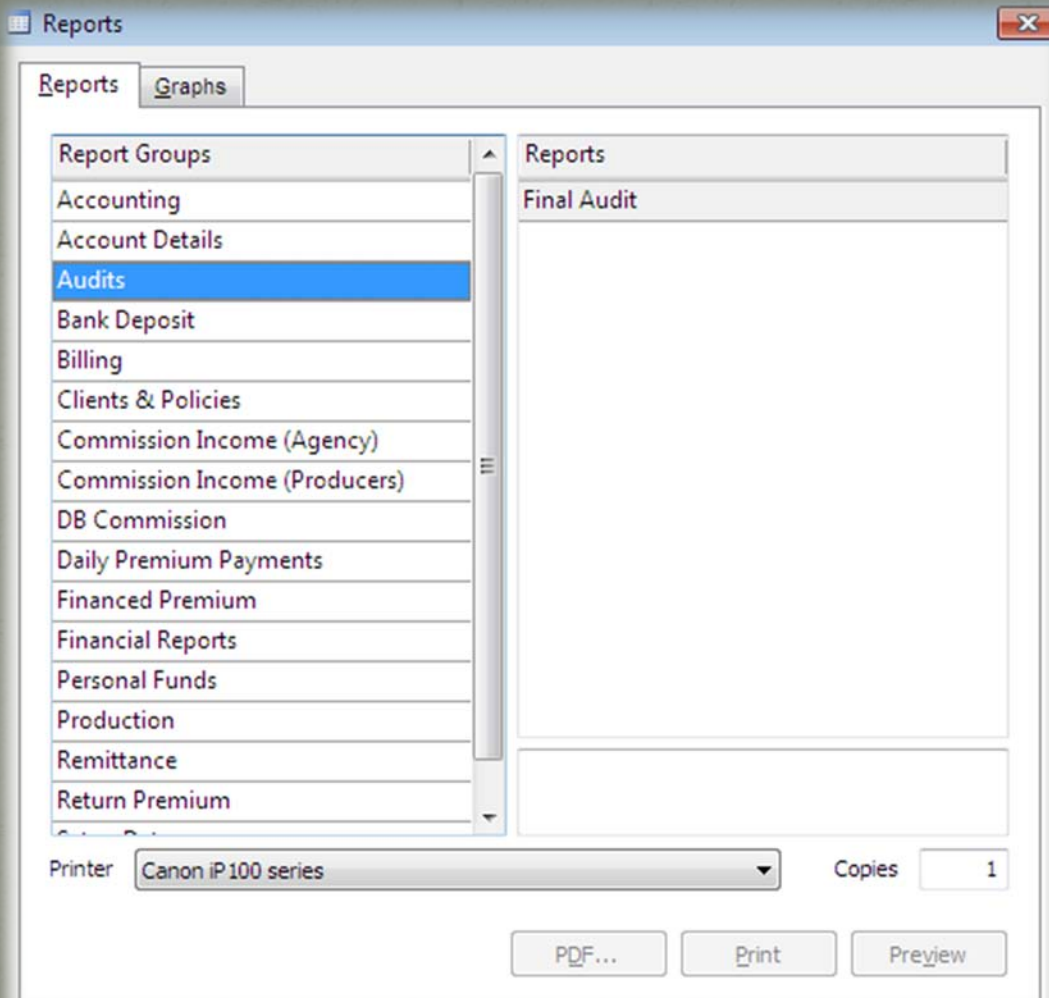 Reports
Reports Graphs
Report Groups
Accounting
Account Details
Audits
Bank Deposit
Billing
Clients & Policies
Commission Income (Agency)
Commission Income (Producers)
DB Commission
Daily Premium Payments
Financed Premium
Financial Reports
Personal Funds
Production
Remittance
Return Premium
Reports
Final Audit
Printer Canon iP100 series Copies 1
PDF... Print Preview